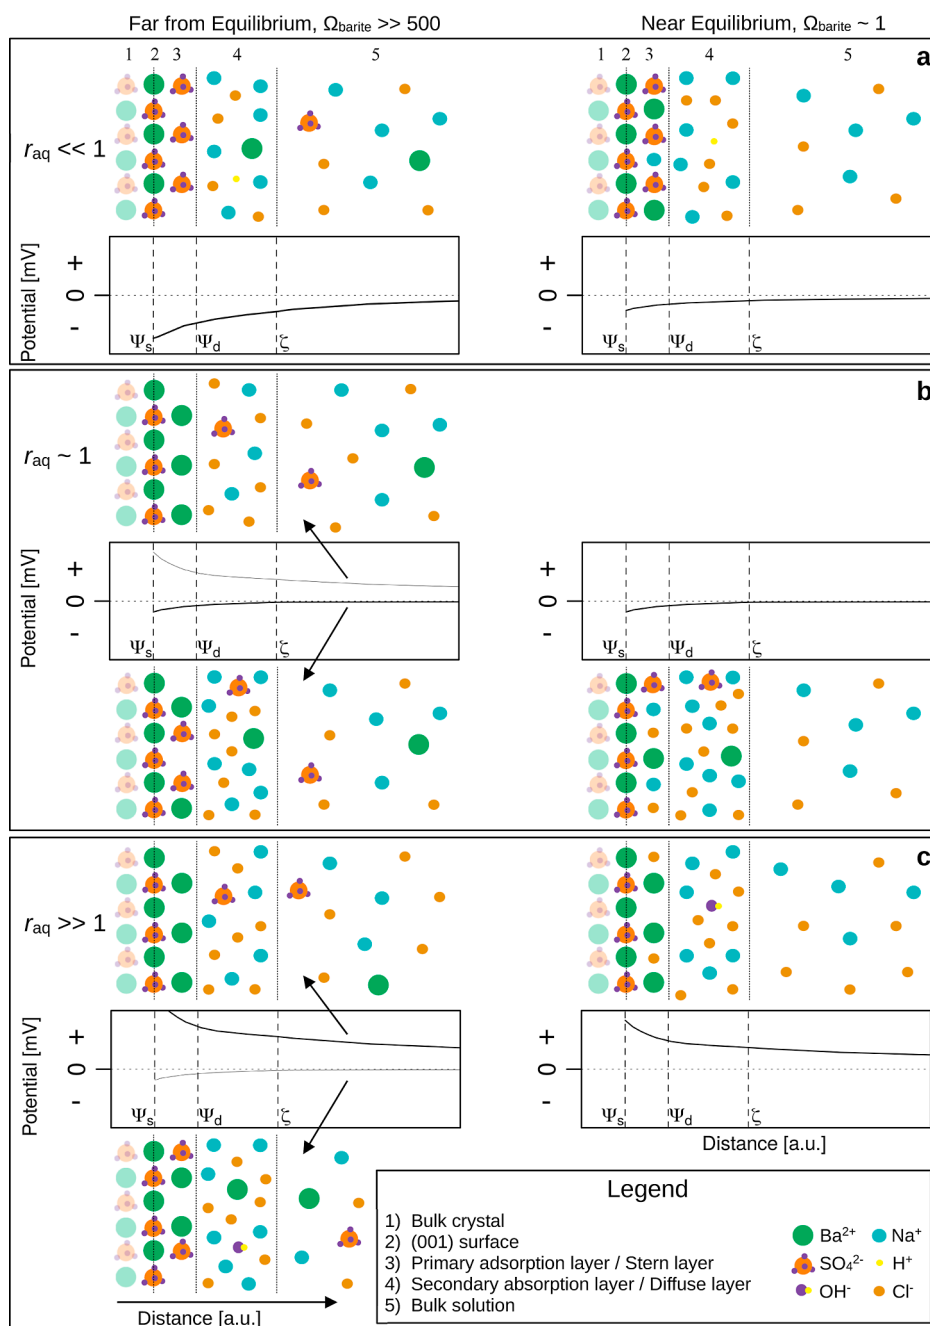 Far from Equilibrium, Ωbarite >> 500
Near Equilibrium, Ωbarite ~ 1
1 2 3 4 5
1 2 3 4 5
a
raq << 1
Potential [mV]
+
0
-
Ψs Ψd ζ
+
0
-
Ψs Ψd ζ
b
raq ~ 1
Potential [mV]
+
0
-
Ψs Ψd ζ
+
0
-
Ψs Ψd ζ
c
raq >> 1
Potential [mV]
+
0
-
Ψs Ψd ζ
+
0
-
Ψs Ψd ζ
Distance [a.u.]
Distance [a.u.]
Legend
1) Bulk crystal
2) (001) surface
3) Primary adsorption layer / Stern layer
4) Secondary absorption layer / Diffuse layer
5) Bulk solution
Ba²⁺ Na⁺
SO₄²⁻ H⁺
OH⁻ Cl⁻